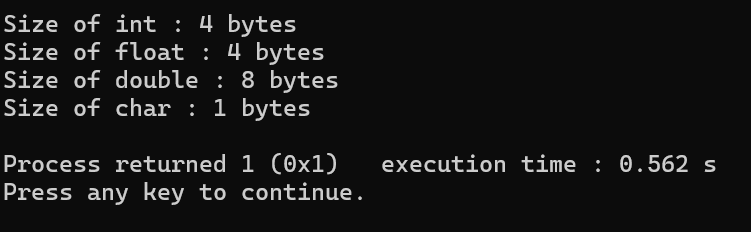 Size of int : 4 bytes
Size of float : 4 bytes
Size of double : 8 bytes
Size of char : 1 bytes
Process returned 1 (0x1)   execution time : 0.562 s
Press any key to continue.